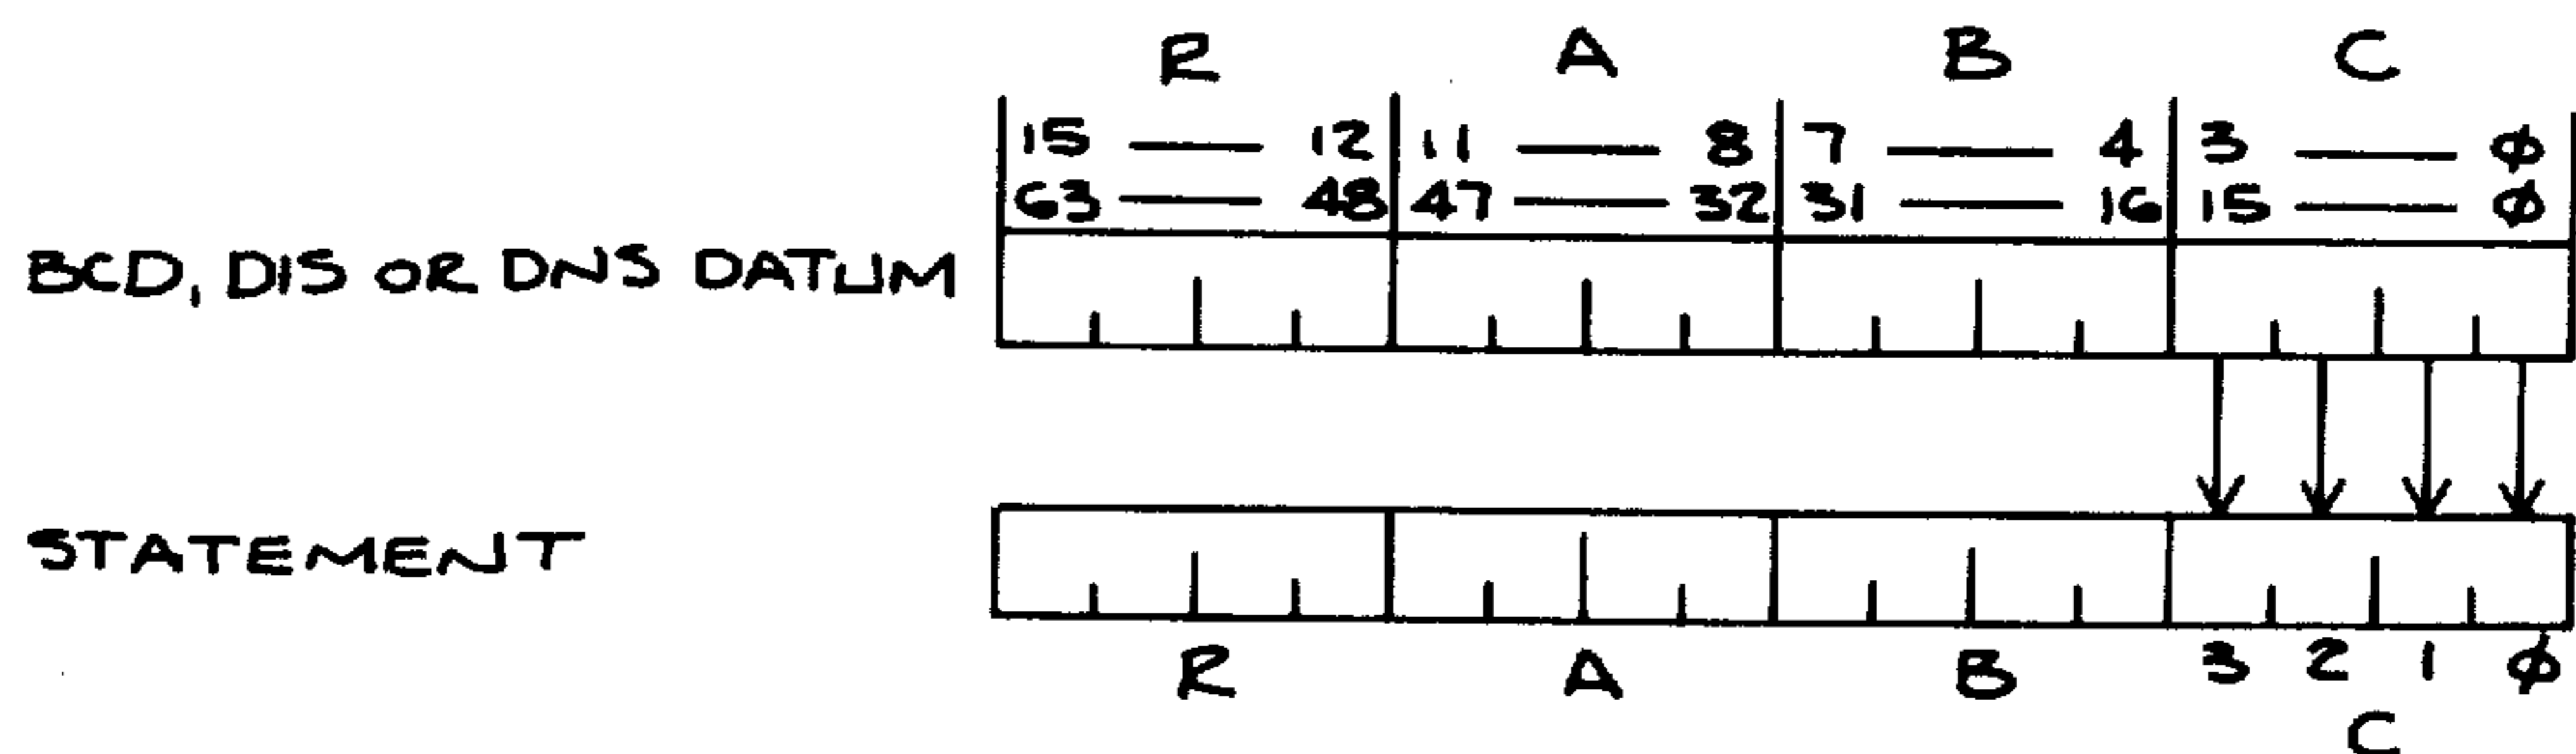 R A B C
15 — 12 11 — 8 7 — 4 3 — ϕ
63 — 48 47 — 32 31 — 16 15 — ϕ
BCD, DIS OR DNS DATUM
STATEMENT
R A B 3 2 1 ϕ
C